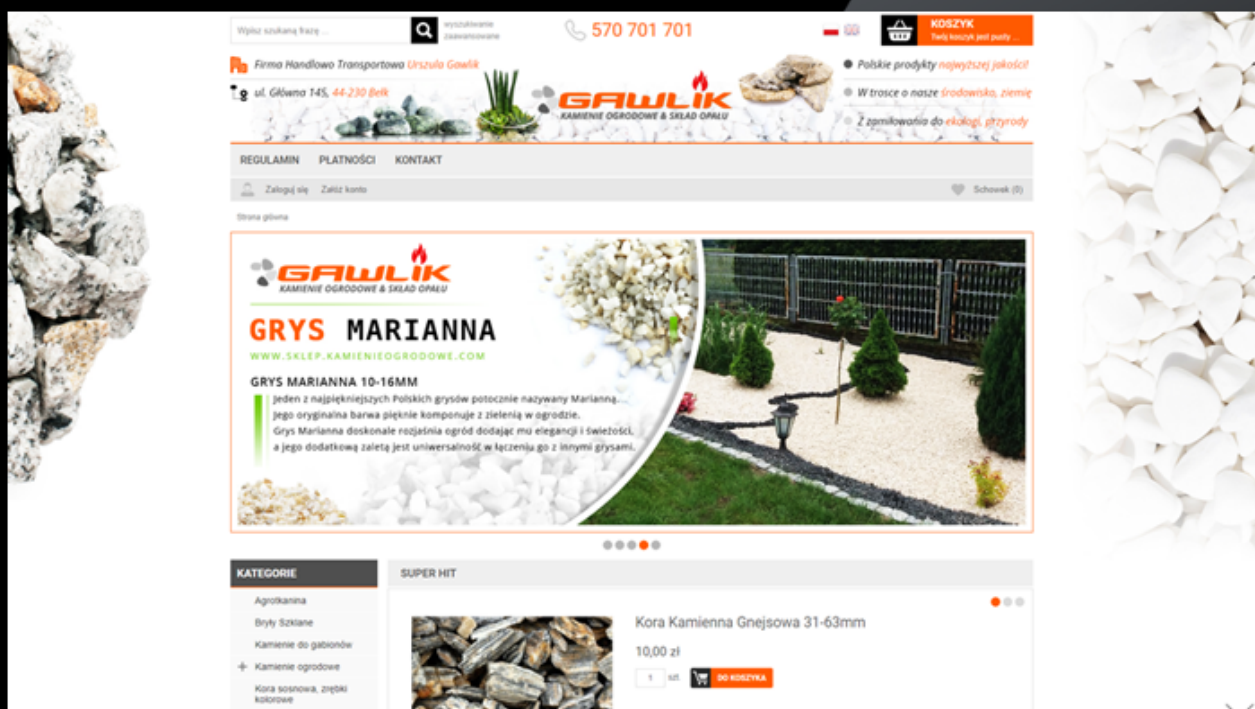 Wpisz szukaną frazę ...
wyszukiwanie
zaawansowane
570 701 701
KOSZYK
Twój koszyk jest pusty ...
Firma Handlowo Transportowa Urszula Gawlik
ul. Główna 145, 44-230 Bełk
GAWLIK
KAMIENIE OGRODOWE & SKŁAD OPAŁU
Polskie produkty najwyższej jakości!
W trosce o nasze środowisko, ziemię
Z zamiłowania do ekologi, przyrody
REGULAMIN PŁATNOŚCI KONTAKT
Zaloguj się Załóż konto
Schowek (0)
Strona główna
GAWLIK
KAMIENIE OGRODOWE & SKŁAD OPAŁU
GRYS MARIANNA
WWW.SKLEP.KAMIENIEOGRODOWE.COM
GRYS MARIANNA 10-16MM
Jeden z najpiękniejszych Polskich grysów potocznie nazywany Marianną.
Jego oryginalna barwa pięknie komponuje z zielenią w ogrodzie.
Grys Marianna doskonale rozjaśnia ogród dodając mu elegancji i świeżości,
a jego dodatkową zaletą jest uniwersalność w łączeniu go z innymi grysami.
KATEGORIE
Agrotkanina
Bryły Szklane
Kamienie do gabionów
Kamienie ogrodowe
Kora sosnowa, zrębki
kolorowe
SUPER HIT
Kora Kamienna Gnejsowa 31-63mm
10,00 zł
1 szt. DO KOSZYKA